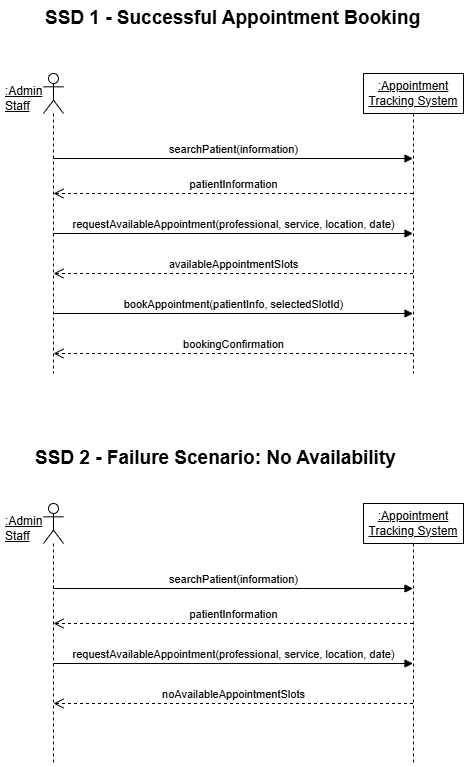 SSD 1 - Successful Appointment Booking
:Admin
Staff
:Appointment
Tracking System
searchPatient(information)
patientInformation
requestAvailableAppointment(professional, service, location, date)
availableAppointmentSlots
bookAppointment(patientInfo, selectedSlotId)
bookingConfirmation
SSD 2 - Failure Scenario: No Availability
:Admin
Staff
:Appointment
Tracking System
searchPatient(information)
patientInformation
requestAvailableAppointment(professional, service, location, date)
noAvailableAppointmentSlots